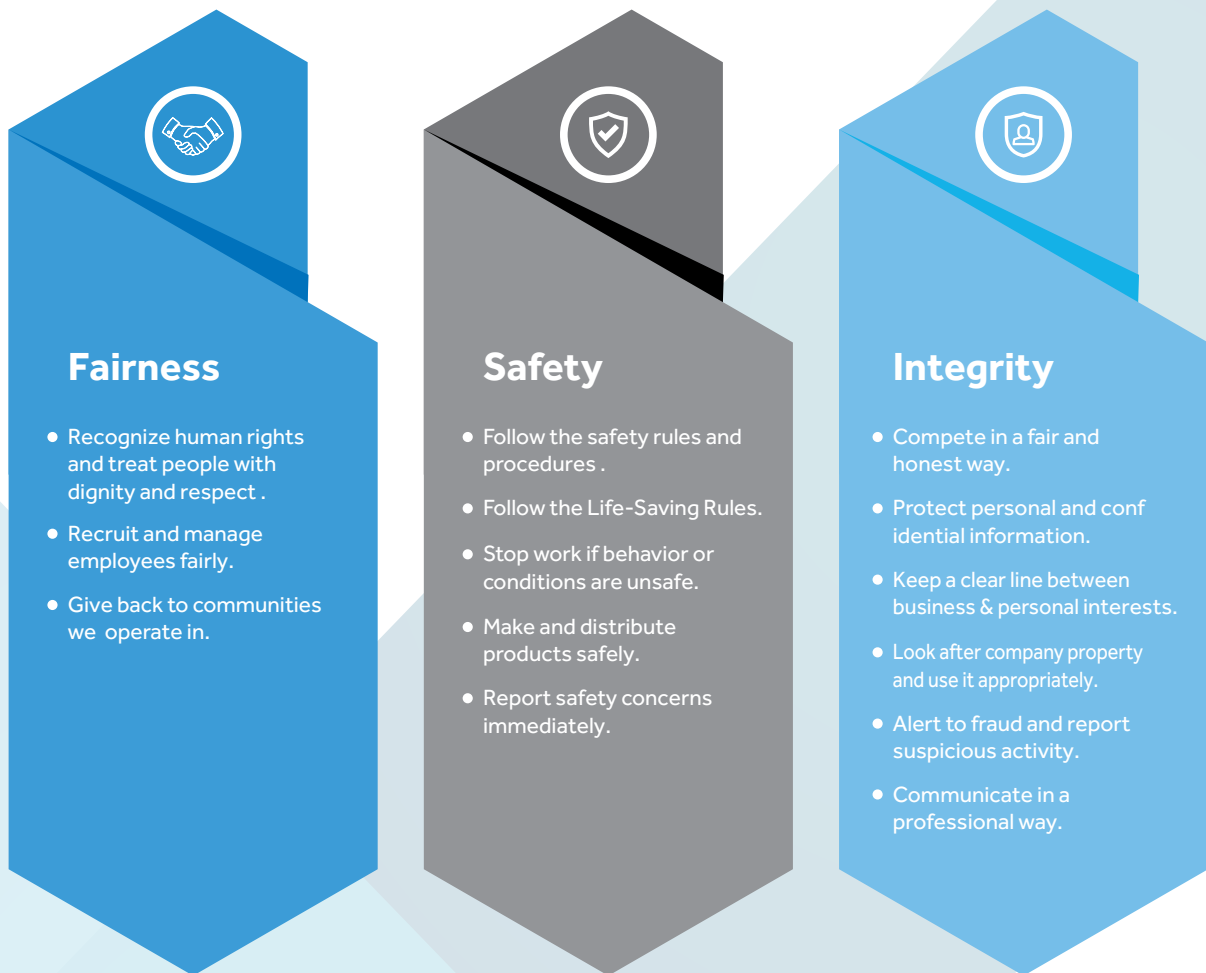 Fairness
● Recognize human rights
and treat people with
dignity and respect .
● Recruit and manage
employees fairly.
● Give back to communities
we  operate in.
Safety
● Follow the safety rules and
procedures .
● Follow the Life-Saving Rules.
● Stop work if behavior or
conditions are unsafe.
● Make and distribute
products safely.
● Report safety concerns
immediately.
Integrity
● Compete in a fair and
honest way.
● Protect personal and conf
idential information.
● Keep a clear line between
business & personal interests.
● Look after company property
and use it appropriately.
● Alert to fraud and report
suspicious activity.
● Communicate in a
professional way.